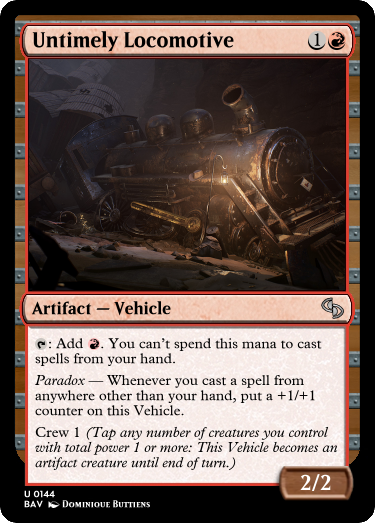 Untimely Locomotive 1R
Artifact — Vehicle
T: Add R. You can't spend this mana to cast
spells from your hand.
Paradox — Whenever you cast a spell from
anywhere other than your hand, put a +1/+1
counter on this Vehicle.
Crew 1 (Tap any number of creatures you control
with total power 1 or more: This Vehicle becomes an
artifact creature until end of turn.)
2/2
U 0144
BAV Dominique Buttiens